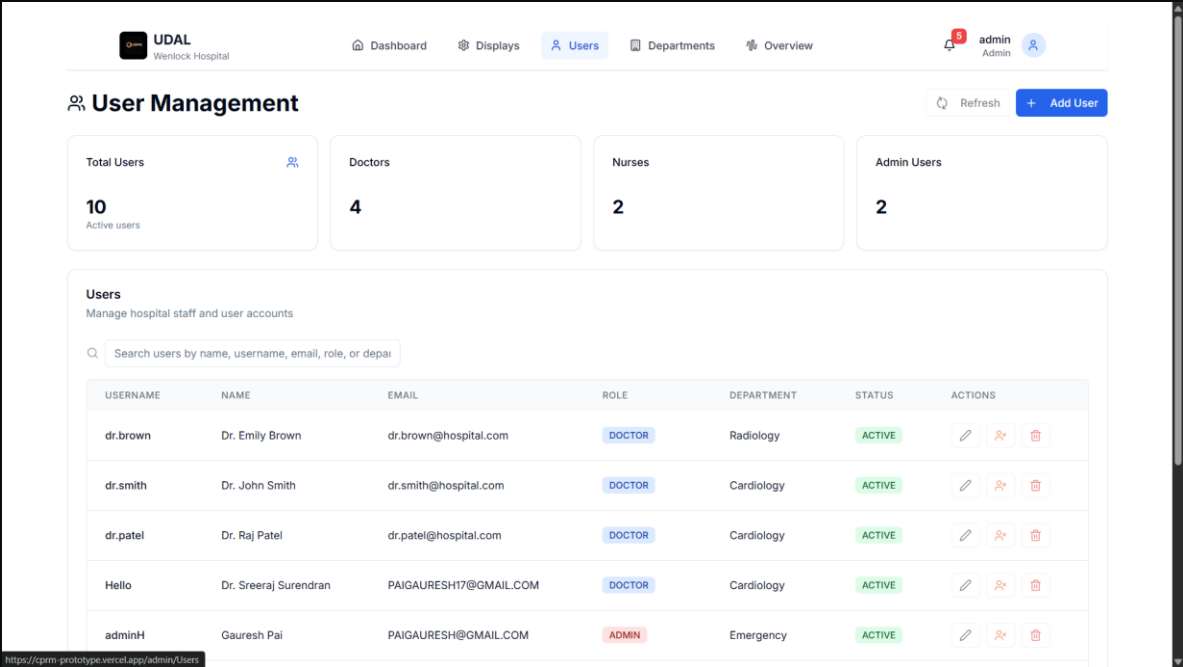 UDAL
Wenlock Hospital
Dashboard Displays Users Departments Overview
5
admin
Admin
User Management
Refresh + Add User
Total Users Doctors Nurses Admin Users
10 4 2 2
Active users
Users
Manage hospital staff and user accounts
Search users by name, username, email, role, or depar
USERNAME NAME EMAIL ROLE DEPARTMENT STATUS ACTIONS
dr.brown Dr. Emily Brown dr.brown@hospital.com DOCTOR Radiology ACTIVE
dr.smith Dr. John Smith dr.smith@hospital.com DOCTOR Cardiology ACTIVE
dr.patel Dr. Raj Patel dr.patel@hospital.com DOCTOR Cardiology ACTIVE
Hello Dr. Sreeraj Surendran PAIGAURESH17@GMAIL.COM DOCTOR Cardiology ACTIVE
adminH Gauresh Pai PAIGAURESH@GMAIL.COM ADMIN Emergency ACTIVE
https://cprm-prototype.vercel.app/admin/Users